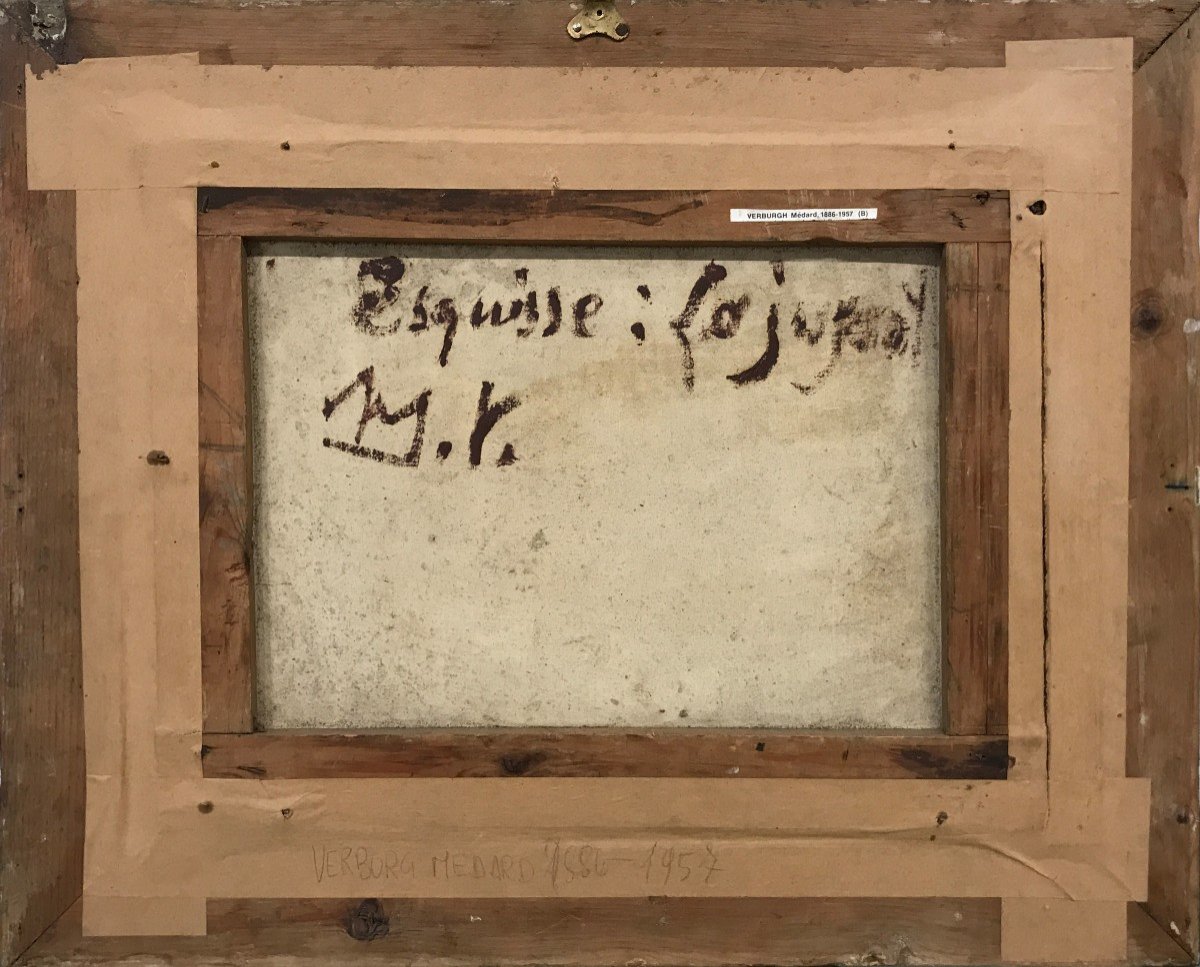 VERBURGH Médard, 1886-1957 (B)
Esquisse :
M.V.
VERBURG MEDARD 1886-1957